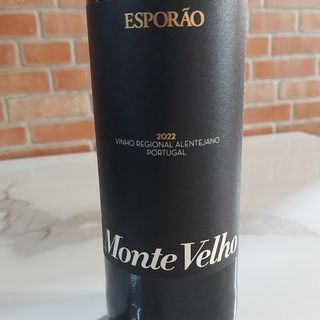 ESPORÃO
2022
VINHO REGIONAL ALENTEJANO
PORTUGAL
Monte Velho